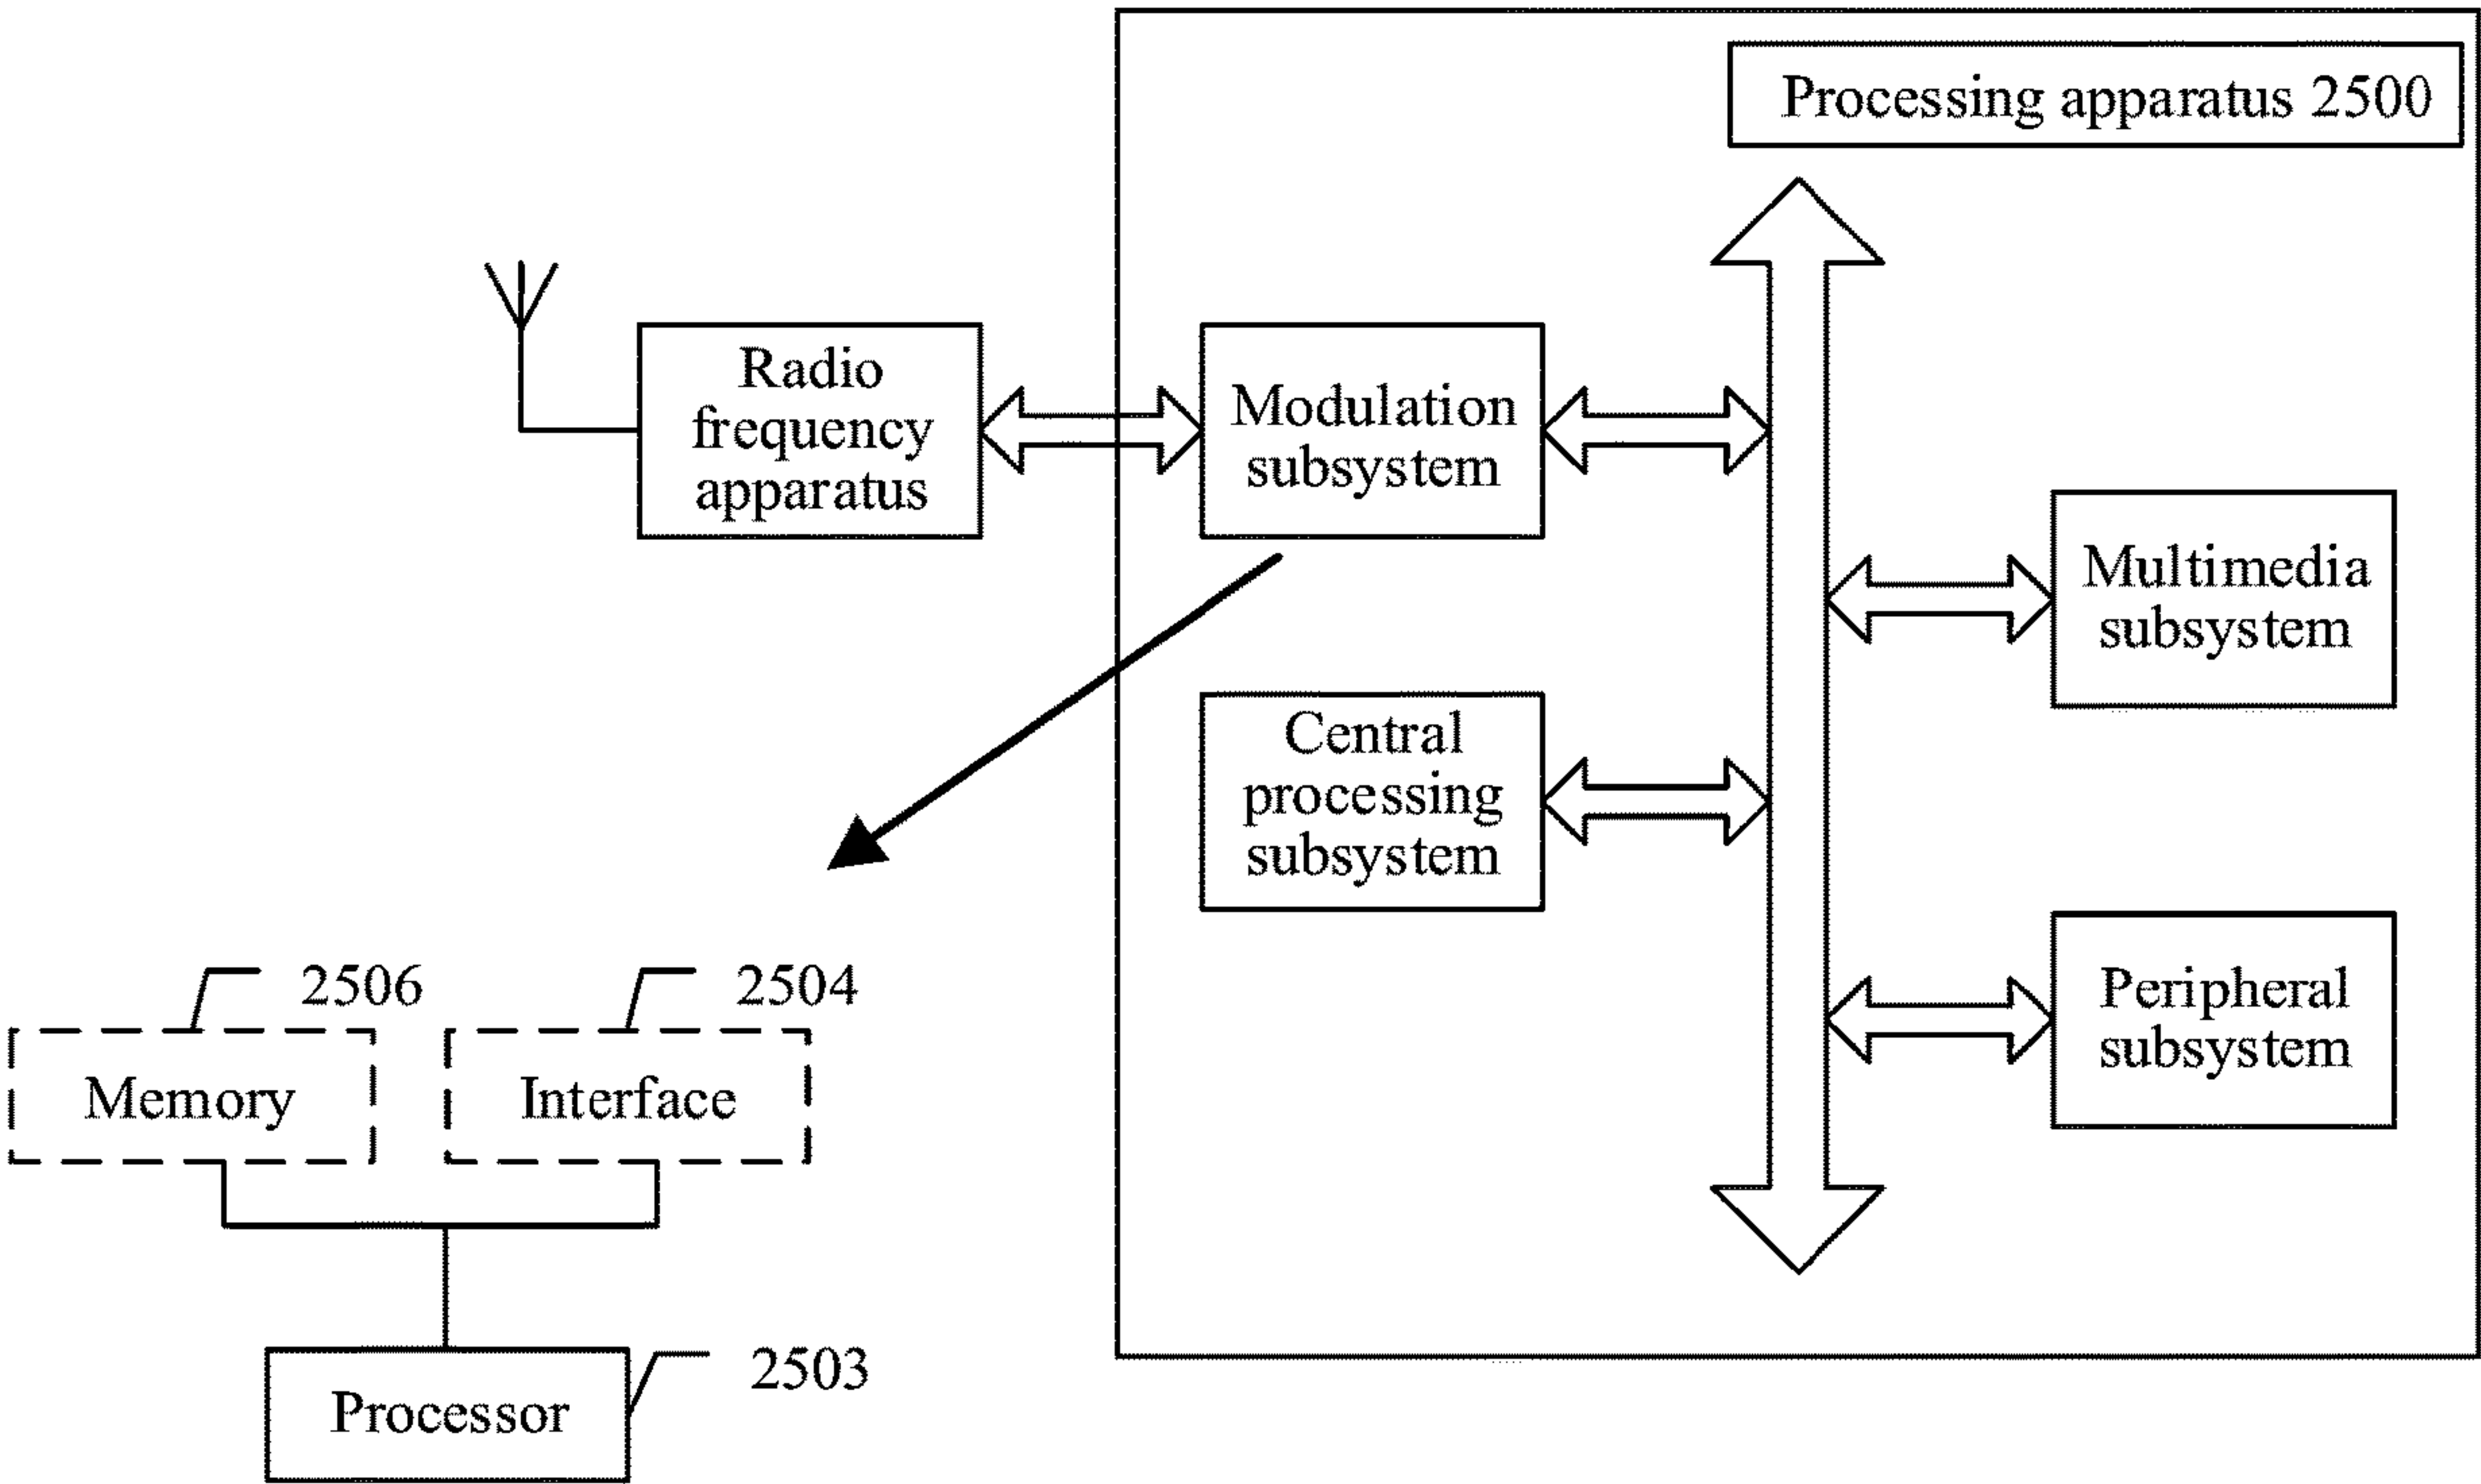 Processing apparatus 2500
Radio
frequency
apparatus
Modulation
subsystem
Multimedia
subsystem
Central
processing
subsystem
Peripheral
subsystem
2506
2504
Memory
Interface
2503
Processor